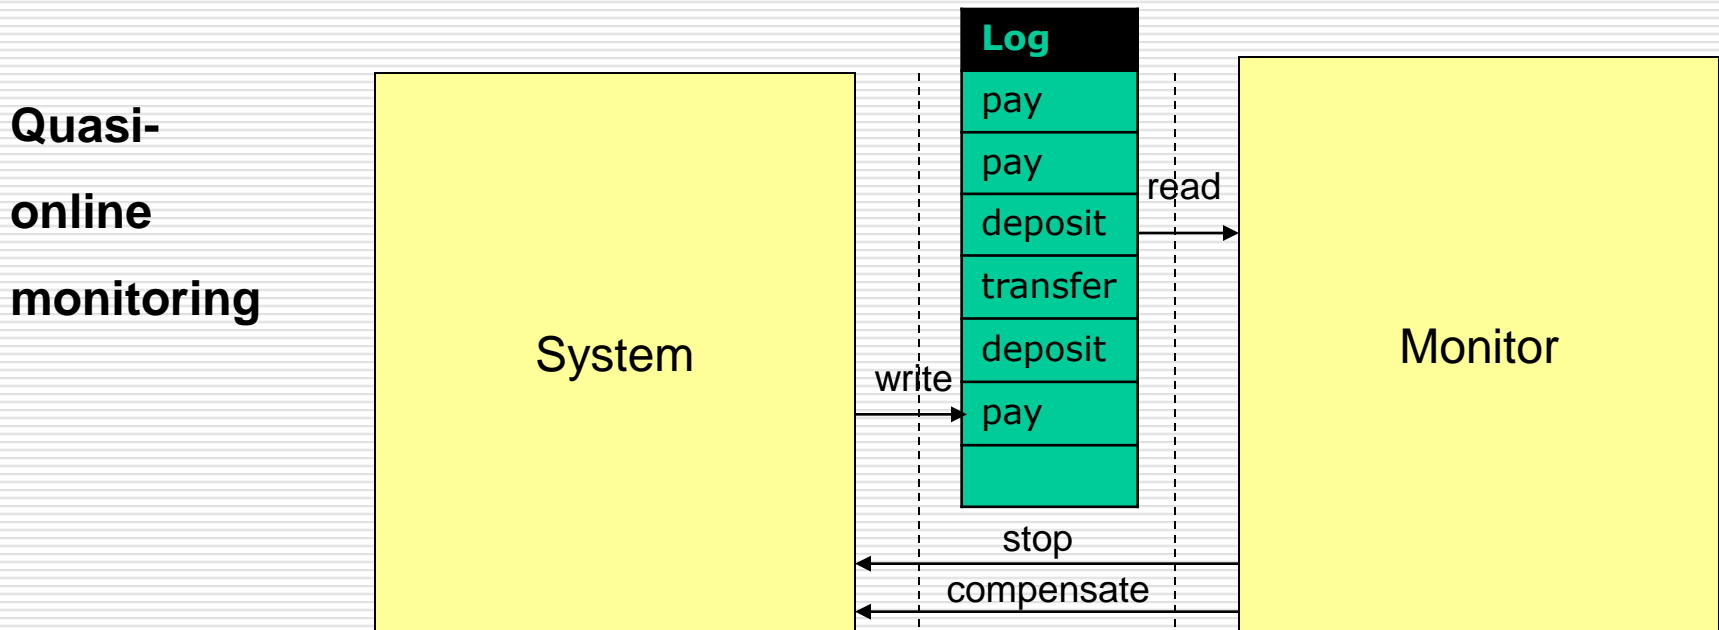 Quasi-
online
monitoring
System
write
Log
pay
pay
deposit
transfer
deposit
pay
read
stop
compensate
Monitor